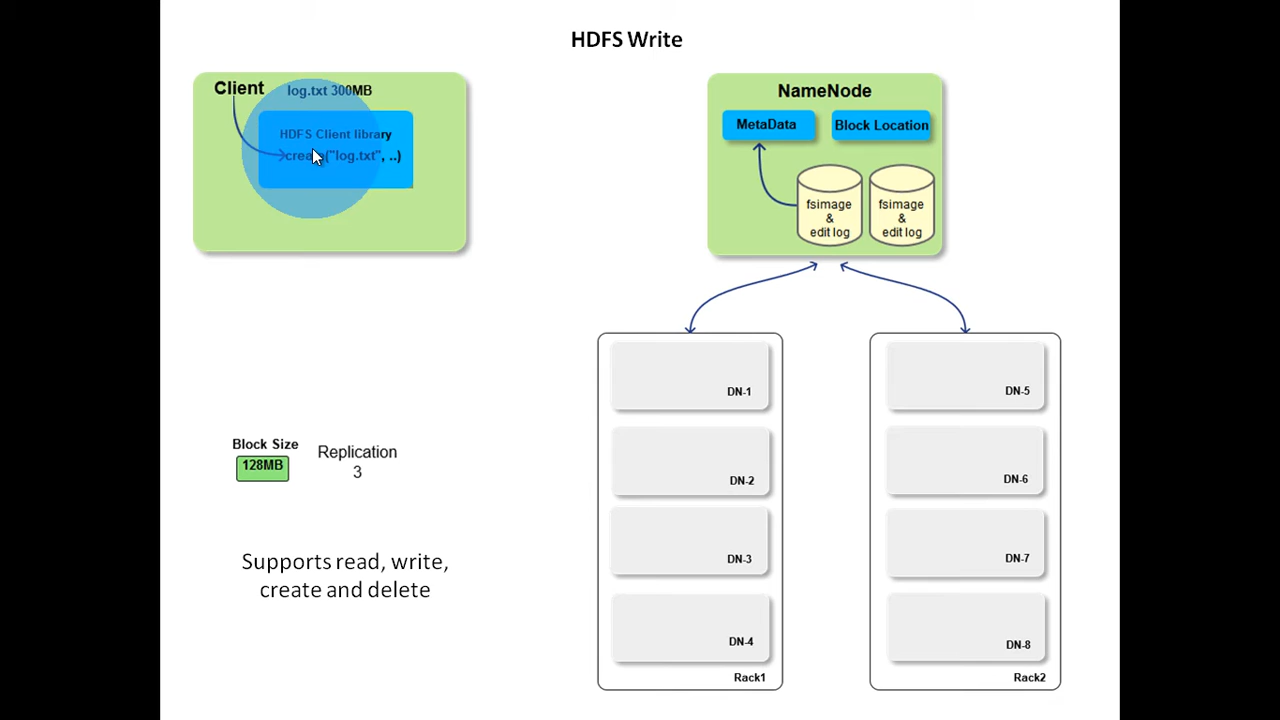 HDFS Write
Client
log.txt 300MB
HDFS Client library
create("log.txt", ..)
NameNode
MetaData
Block Location
fsimage
&
edit log
fsimage
&
edit log
Block Size
128MB
Replication
3
Supports read, write,
create and delete
DN-1
DN-2
DN-3
DN-4
Rack1
DN-5
DN-6
DN-7
DN-8
Rack2